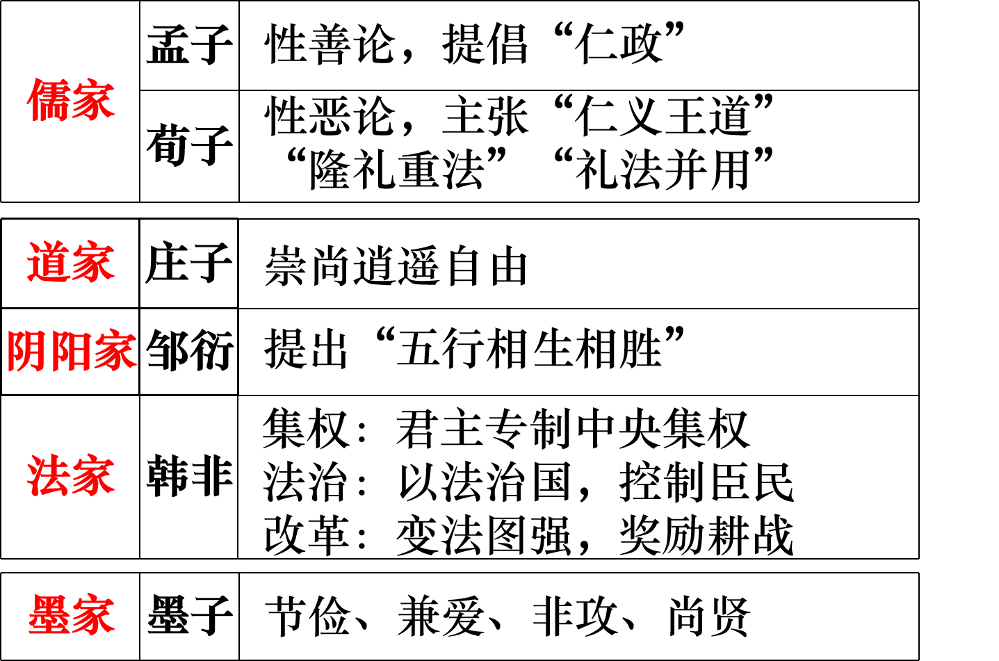 儒家
孟子
性善论，提倡“仁政”
荀子
性恶论，主张“仁义王道”
“隆礼重法”“礼法并用”
道家
庄子
崇尚逍遥自由
阴阳家
邹衍
提出“五行相生相胜”
法家
韩非
集权：君主专制中央集权
法治：以法治国，控制臣民
改革：变法图强，奖励耕战
墨家
墨子
节俭、兼爱、非攻、尚贤